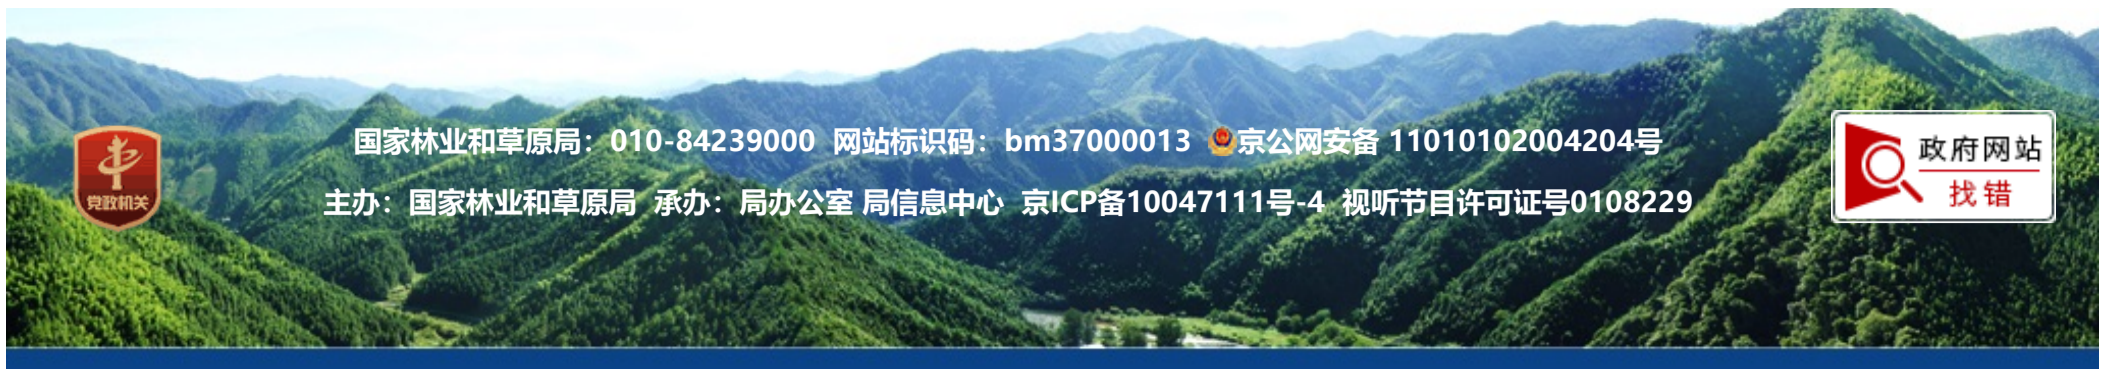 国家林业和草原局：010-84239000 网站标识码：bm37000013 京公网安备 11010102004204号
主办：国家林业和草原局 承办：局办公室 局信息中心 京ICP备10047111号-4 视听节目许可证号0108229
党政机关
政府网站
找错